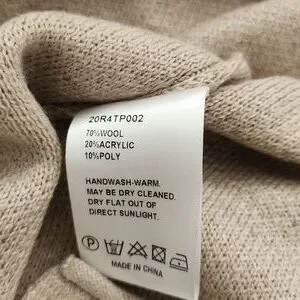 20R4TP002
70%WOOL
20%ACRYLIC
10%POLY
HANDWASH-WARM.
MAY BE DRY CLEANED.
DRY FLAT OUT OF
DIRECT SUNLIGHT.
P
MADE IN CHINA